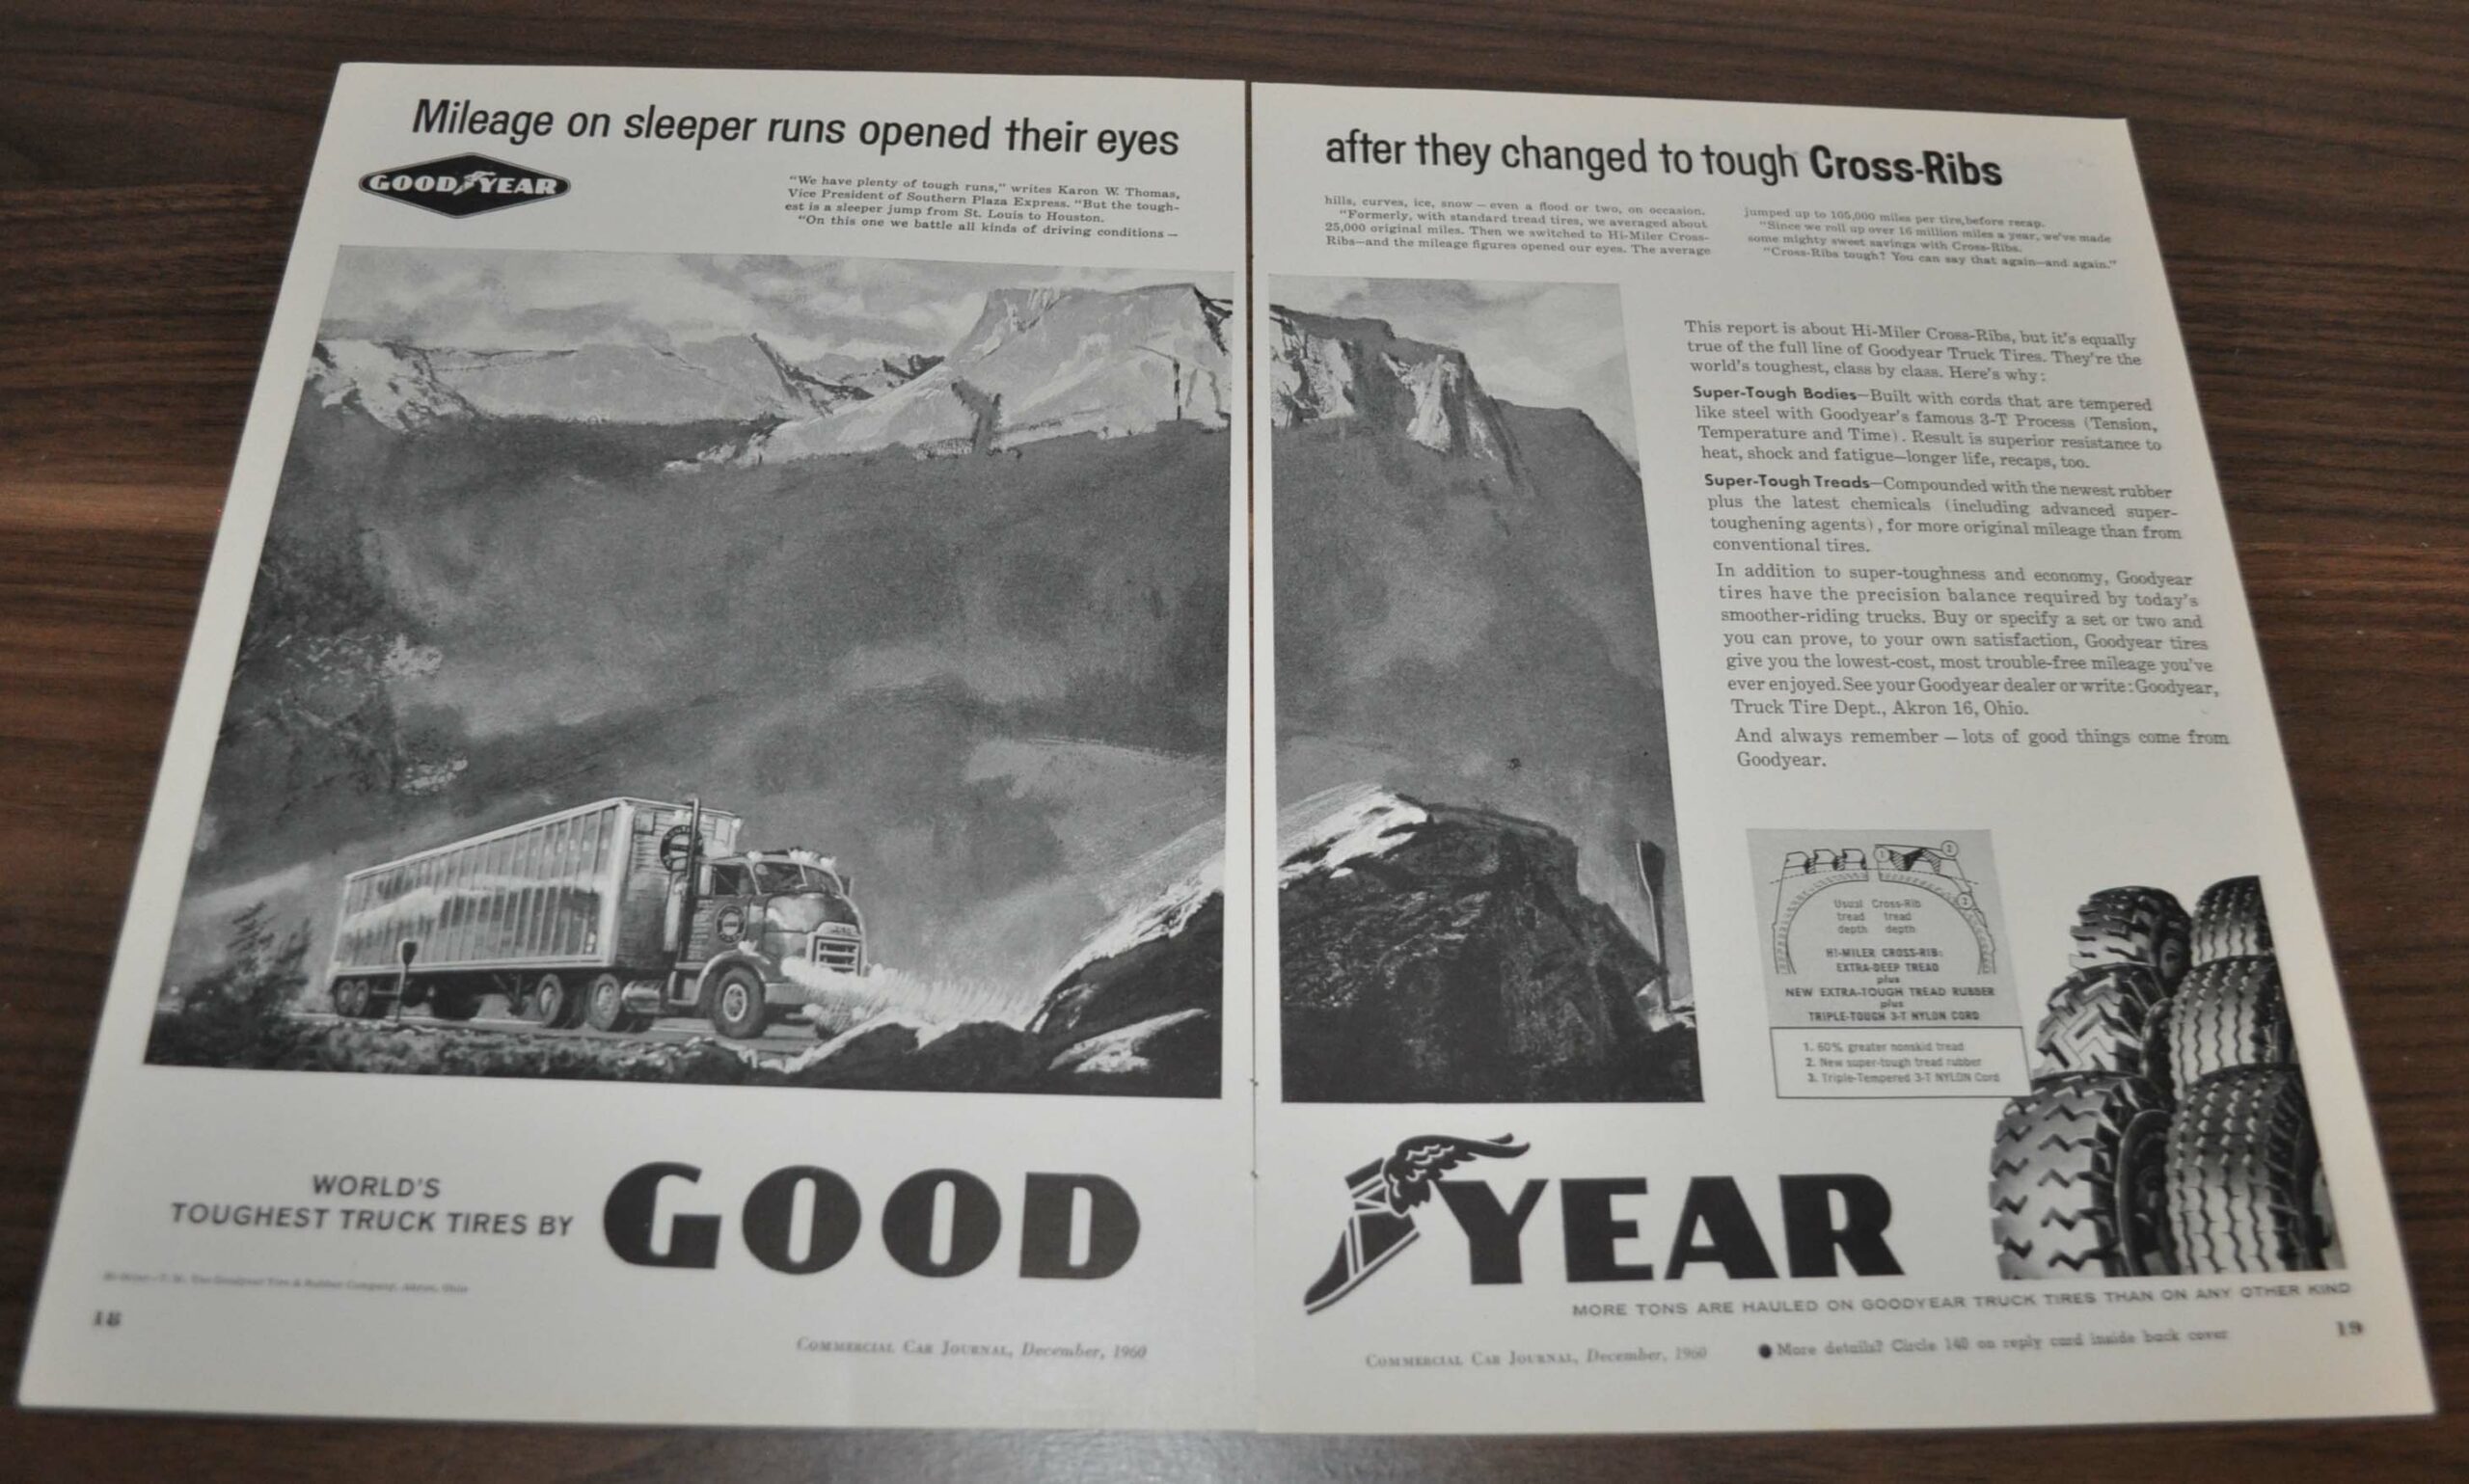 Mileage on sleeper runs opened their eyes
GOODYEAR
"We have plenty of tough runs," writes Karon W. Thomas,
Vice President of Southern Plaza Express. "But the tough-
est is a sleeper jump from St. Louis to Houston.
"On this one we battle all kinds of driving conditions —
WORLD'S
TOUGHEST TRUCK TIRES BY
GOOD
Hi-Miler—T. M. The Goodyear Tire & Rubber Company, Akron, Ohio
18
COMMERCIAL CAR JOURNAL, December, 1960
after they changed to tough Cross-Ribs
hills, curves, ice, snow — even a flood or two, on occasion.
"Formerly, with standard tread tires, we averaged about
25,000 original miles. Then we switched to Hi-Miler Cross-
Ribs—and the mileage figures opened our eyes. The average
jumped up to 105,000 miles per tire, before recap.
"Since we roll up over 16 million miles a year, we've made
some mighty sweet savings with Cross-Ribs.
"Cross-Ribs tough? You can say that again—and again."
This report is about Hi-Miler Cross-Ribs, but it's equally
true of the full line of Goodyear Truck Tires. They're the
world's toughest, class by class. Here's why:
Super-Tough Bodies—Built with cords that are tempered
like steel with Goodyear's famous 3-T Process (Tension,
Temperature and Time). Result is superior resistance to
heat, shock and fatigue—longer life, recaps, too.
Super-Tough Treads—Compounded with the newest rubber
plus the latest chemicals (including advanced super-
toughening agents), for more original mileage than from
conventional tires.
In addition to super-toughness and economy, Goodyear
tires have the precision balance required by today's
smoother-riding trucks. Buy or specify a set or two and
you can prove, to your own satisfaction, Goodyear tires
give you the lowest-cost, most trouble-free mileage you've
ever enjoyed. See your Goodyear dealer or write: Goodyear,
Truck Tire Dept., Akron 16, Ohio.
And always remember — lots of good things come from
Goodyear.
1 2
3
Usual Cross-Rib
tread tread
depth depth
HI-MILER CROSS-RIB:
EXTRA-DEEP TREAD
plus
NEW EXTRA-TOUGH TREAD RUBBER
plus
TRIPLE-TOUGH 3-T NYLON CORD
1. 60% greater nonskid tread
2. New super-tough tread rubber
3. Triple-Tempered 3-T NYLON Cord
YEAR
MORE TONS ARE HAULED ON GOODYEAR TRUCK TIRES THAN ON ANY OTHER KIND
COMMERCIAL CAR JOURNAL, December, 1960
● More details? Circle 140 on reply card inside back cover
19